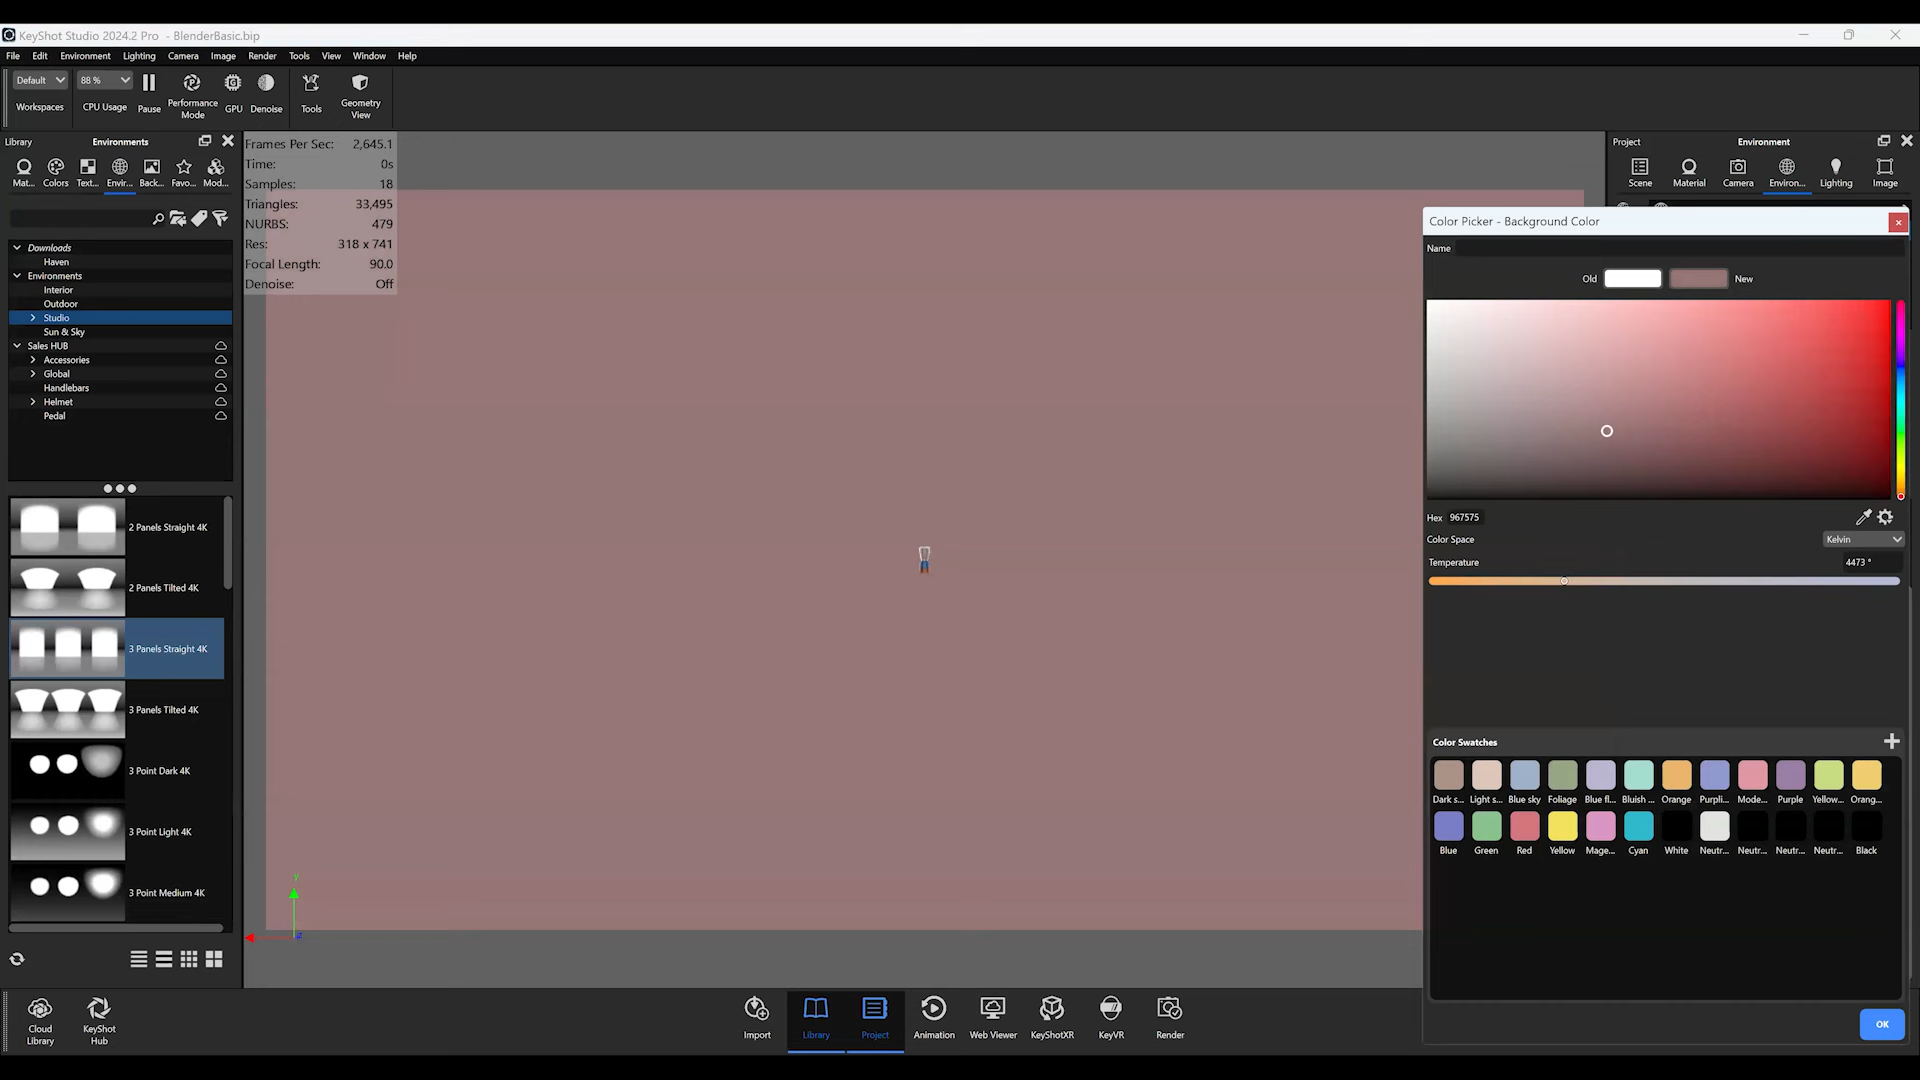 KeyShot Studio 2024.2 Pro - BlenderBasic.bip
File Edit Environment Lighting Camera Image Render Tools View Window Help
Default 88 %
Workspaces CPU Usage Pause Performance Mode GPU Denoise Tools Geometry View
Library Environments
Mat... Colors Text... Envir... Back... Favo... Mod...
Downloads
Haven
Environments
Interior
Outdoor
Studio
Sun & Sky
Sales HUB
Accessories
Global
Handlebars
Helmet
Pedal
2 Panels Straight 4K
2 Panels Tilted 4K
3 Panels Straight 4K
3 Panels Tilted 4K
3 Point Dark 4K
3 Point Light 4K
3 Point Medium 4K
Frames Per Sec: 2,645.1
Time: 0s
Samples: 18
Triangles: 33,495
NURBS: 479
Res: 318 x 741
Focal Length: 90.0
Denoise: Off
y
Project Environment
Scene Material Camera Environ... Lighting Image
Color Picker - Background Color
Name
Old New
Hex 967575
Color Space Kelvin
Temperature 4473 °
Color Swatches
Dark s... Light s... Blue sky Foliage Blue fl... Bluish ... Orange Purpli... Mode... Purple Yellow... Orang...
Blue Green Red Yellow Mage... Cyan White Neutr... Neutr... Neutr... Neutr... Black
OK
Cloud Library KeyShot Hub Import Library Project Animation Web Viewer KeyShotXR KeyVR Render